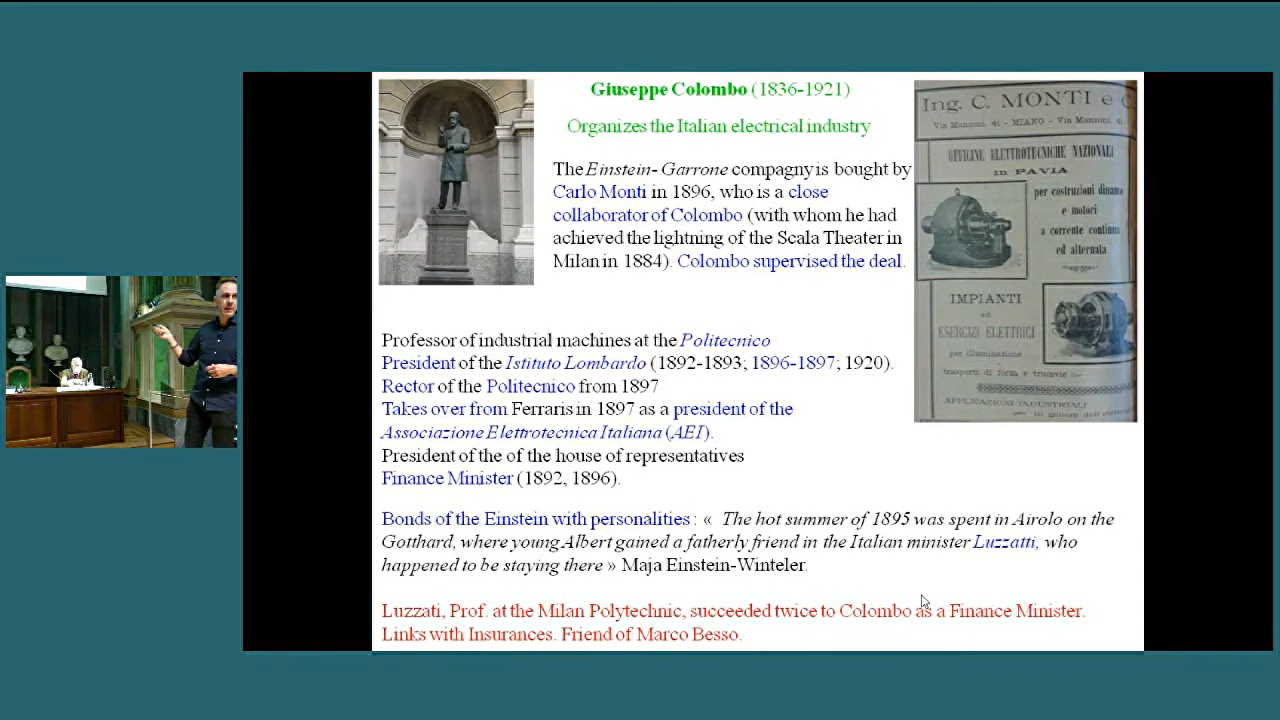 Giuseppe Colombo (1836-1921)
Organizes the Italian electrical industry
The Einstein- Garrone compagny is bought by
Carlo Monti in 1896, who is a close
collaborator of Colombo (with whom he had
achieved the lightning of the Scala Theater in
Milan in 1884). Colombo supervised the deal.
Ing. C. MONTI e C
Via Manzoni, 41 - MIANO - Via Manzoni, 41
OFFICINE ELETTROTECNICHE NAZIONALI
in PAVIA
per costruzioni dinamo
e motori
a corrente continua
ed alternata
IMPIANTI
ed
ESERCIZI ELETTRICI
per illuminazione
trasporti di forza e tramvie
APPLICAZIONI INDUSTRIALI
in genere dell'elettri
Professor of industrial machines at the Politecnico
President of the Istituto Lombardo (1892-1893; 1896-1897; 1920).
Rector of the Politecnico from 1897
Takes over from Ferraris in 1897 as a president of the
Associazione Elettrotecnica Italiana (AEI).
President of the of the house of representatives
Finance Minister (1892, 1896).
Bonds of the Einstein with personalities : « The hot summer of 1895 was spent in Airolo on the
Gotthard, where young Albert gained a fatherly friend in the Italian minister Luzzatti, who
happened to be staying there » Maja Einstein-Winteler.
Luzzati, Prof. at the Milan Polytechnic, succeeded twice to Colombo as a Finance Minister.
Links with Insurances. Friend of Marco Besso.